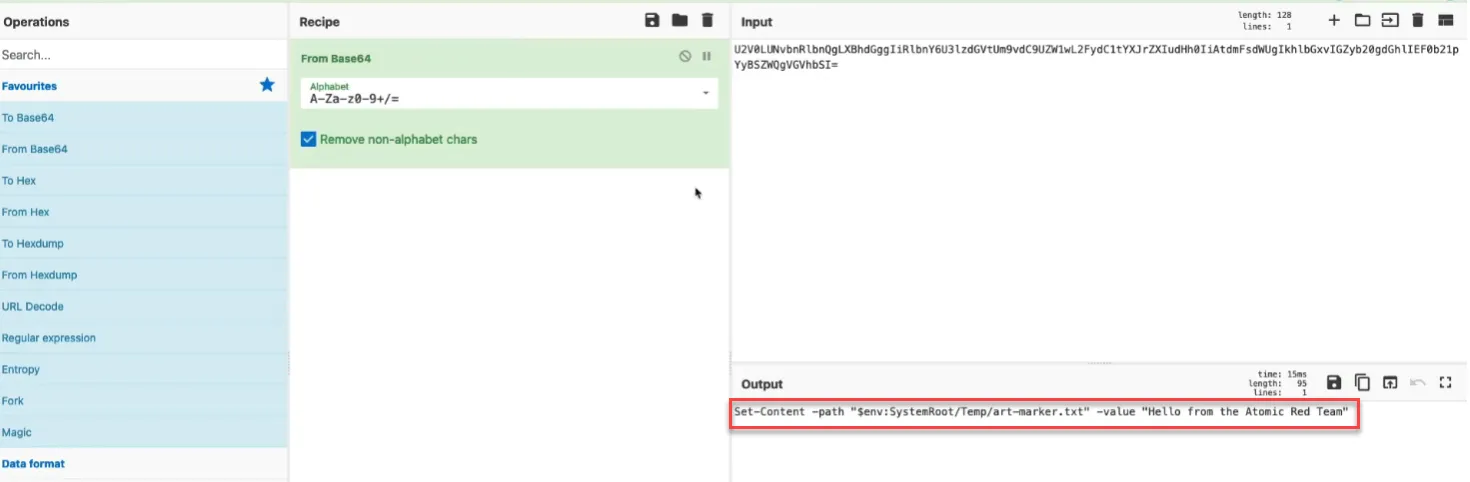 Operations
Search...
Favourites
To Base64
From Base64
To Hex
From Hex
To Hexdump
From Hexdump
URL Decode
Regular expression
Entropy
Fork
Magic
Data format
Recipe
From Base64
Alphabet
A-Za-z0-9+/=
Remove non-alphabet chars
Input
length: 128
lines: 1
U2V0LUNvbnRlbnQgLXBhdGggIiRlbnY6U3lzdGVtUm9vdC9UZW1wL2FydC1tYXJrZXIudHh0IiAtdmFsdWUgIkhlbGxvIGZyb20gdGhlIEF0b21p
YyBSZWQgVGVhbSI=
Output
time: 15ms
length: 95
lines: 1
Set-Content -path "$env:SystemRoot/Temp/art-marker.txt" -value "Hello from the Atomic Red Team"